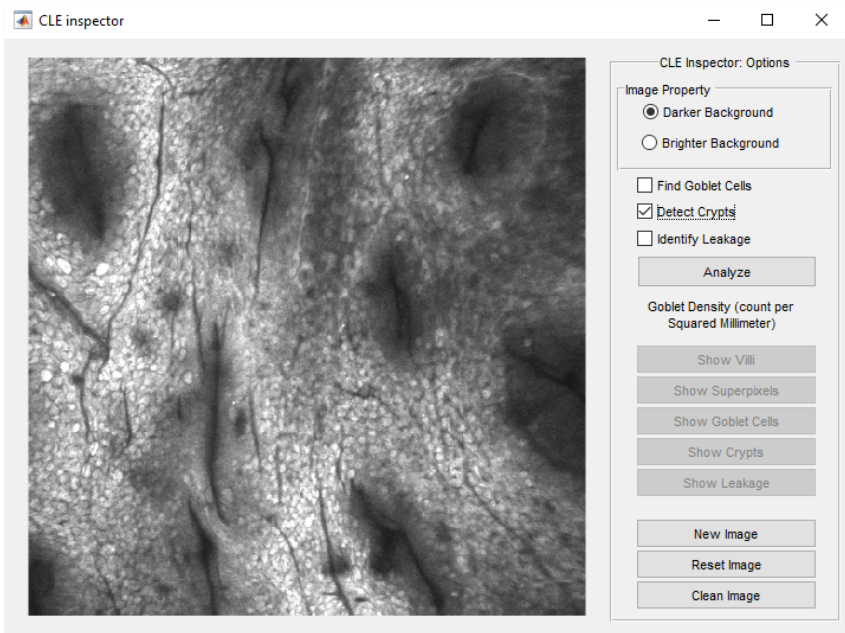 CLE inspector
CLE Inspector: Options
Image Property
Darker Background
Brighter Background
Find Goblet Cells
Detect Crypts
Identify Leakage
Analyze
Goblet Density (count per
Squared Millimeter)
Show Villi
Show Superpixels
Show Goblet Cells
Show Crypts
Show Leakage
New Image
Reset Image
Clean Image